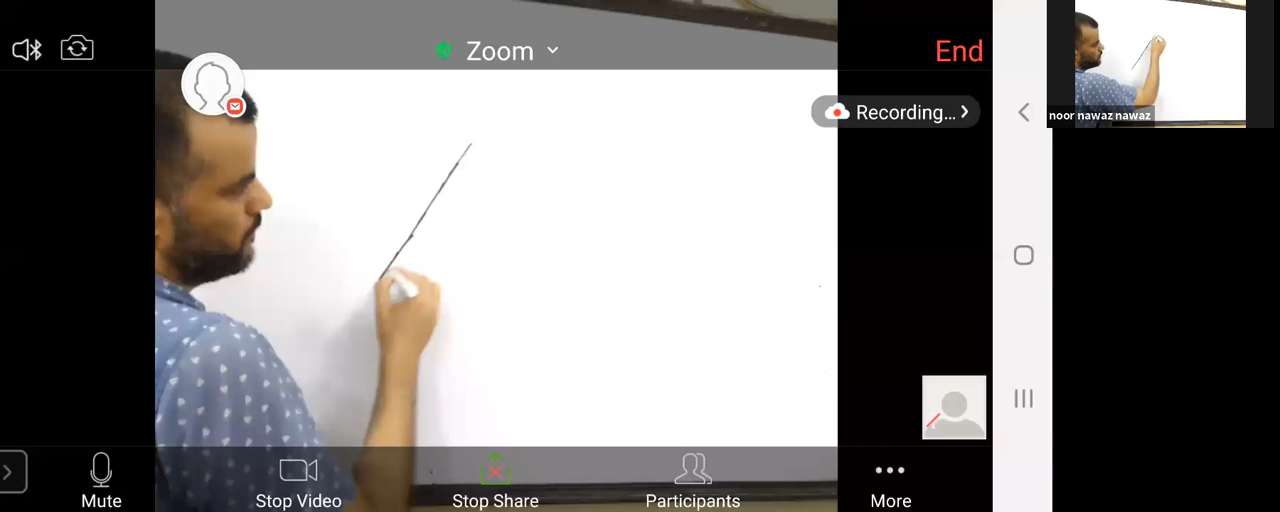 Zoom
End
Recording...
noor nawaz nawaz
Mute
Stop Video
Stop Share
Participants
More